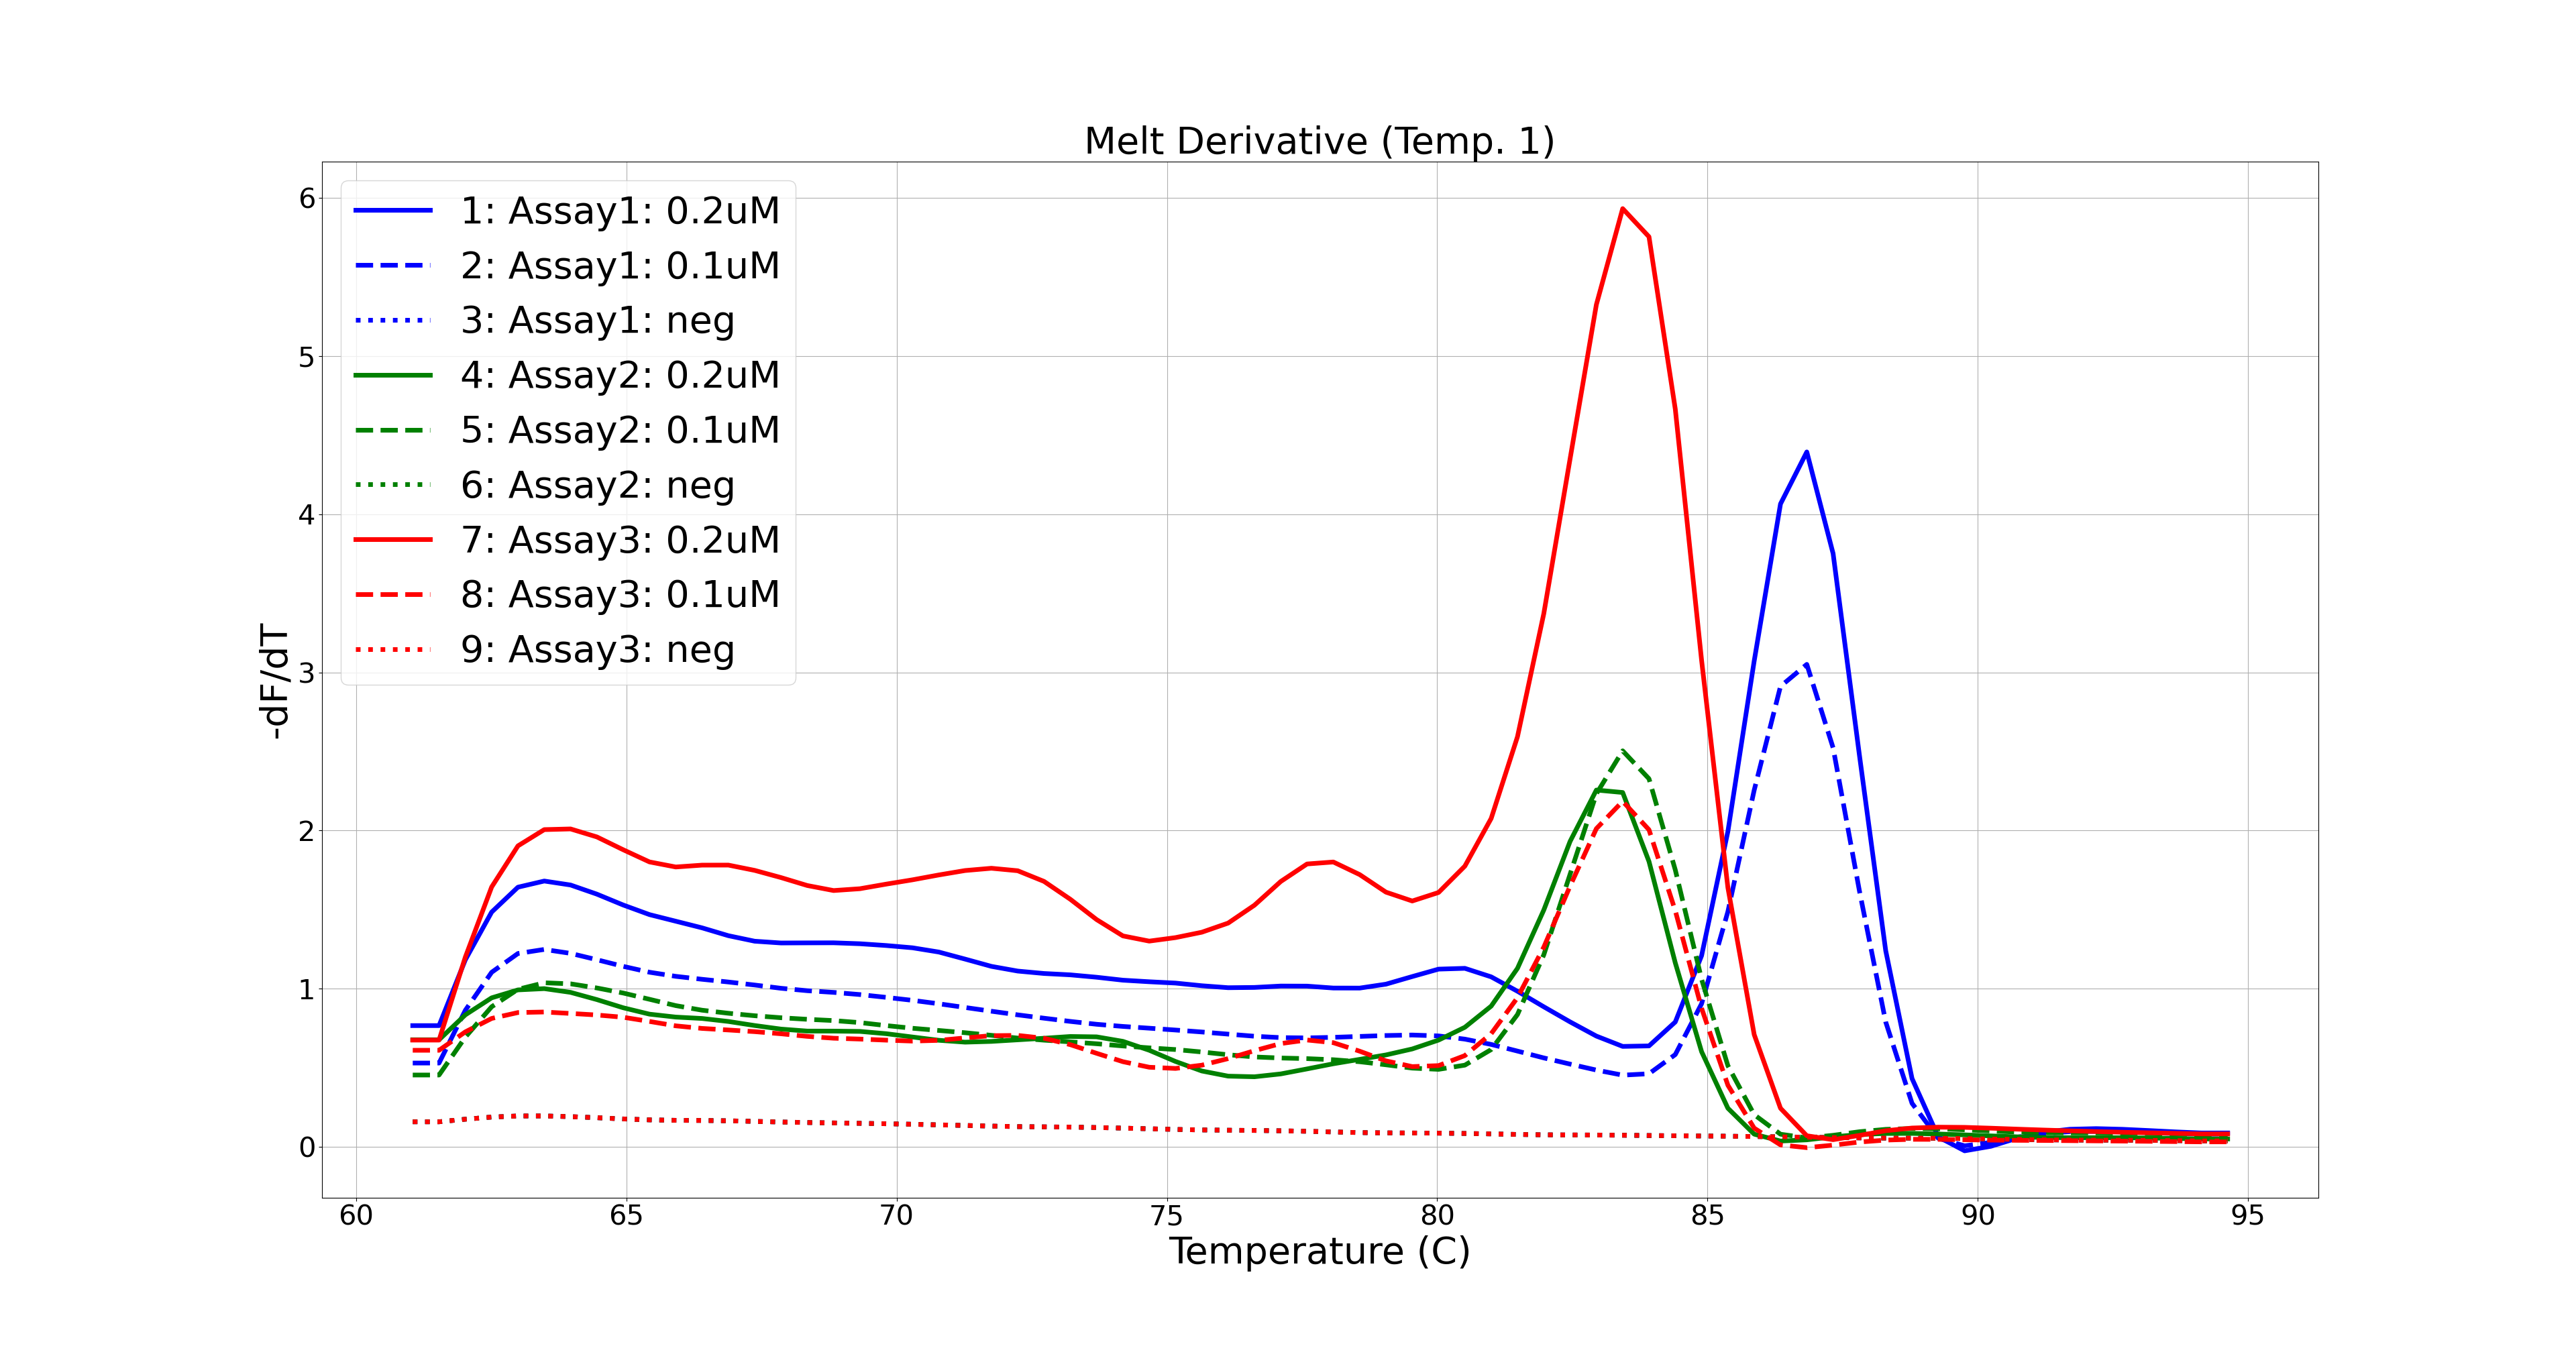 Melt Derivative (Temp. 1)
6
5
4
3
2
1
0
-dF/dT
1: Assay1: 0.2uM
2: Assay1: 0.1uM
3: Assay1: neg
4: Assay2: 0.2uM
5: Assay2: 0.1uM
6: Assay2: neg
7: Assay3: 0.2uM
8: Assay3: 0.1uM
9: Assay3: neg
60 65 70 75 80 85 90 95
Temperature (C)